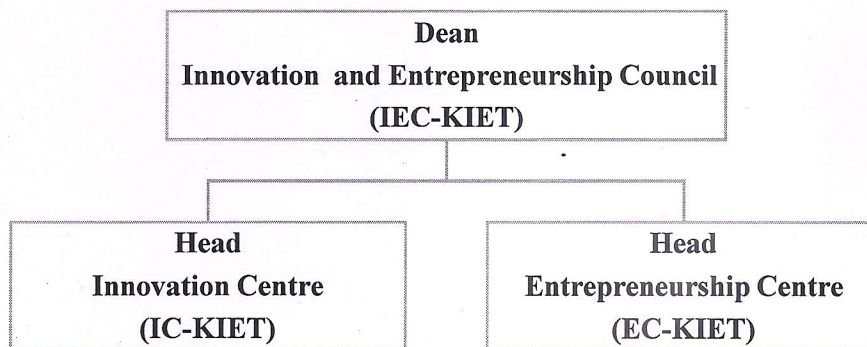 Dean
Innovation and Entrepreneurship Council
(IEC-KIET)
Head
Innovation Centre
(IC-KIET)
Head
Entrepreneurship Centre
(EC-KIET)